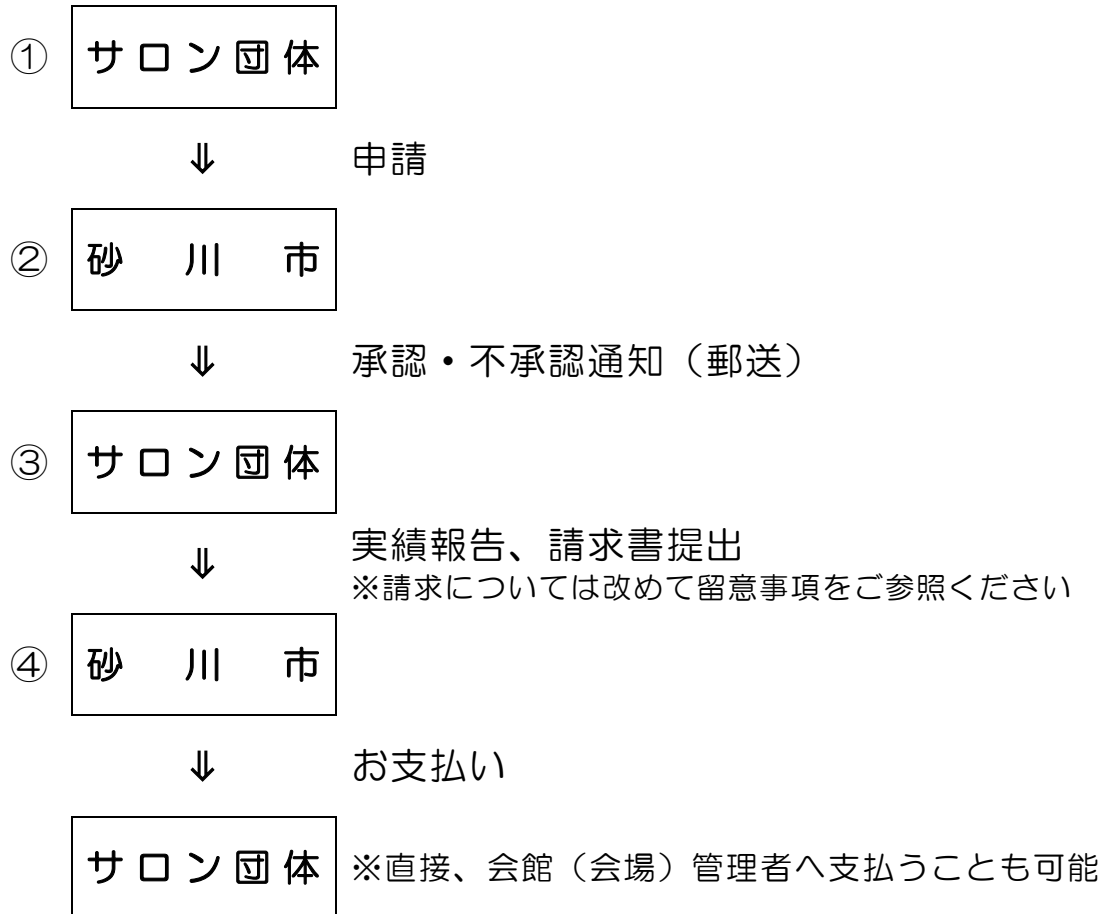 ① サロン団体
⇓ 申請
② 砂川市
⇓ 承認・不承認通知（郵送）
③ サロン団体
⇓ 実績報告、請求書提出
※請求については改めて留意事項をご参照ください
④ 砂川市
⇓ お支払い
サロン団体 ※直接、会館（会場）管理者へ支払うことも可能